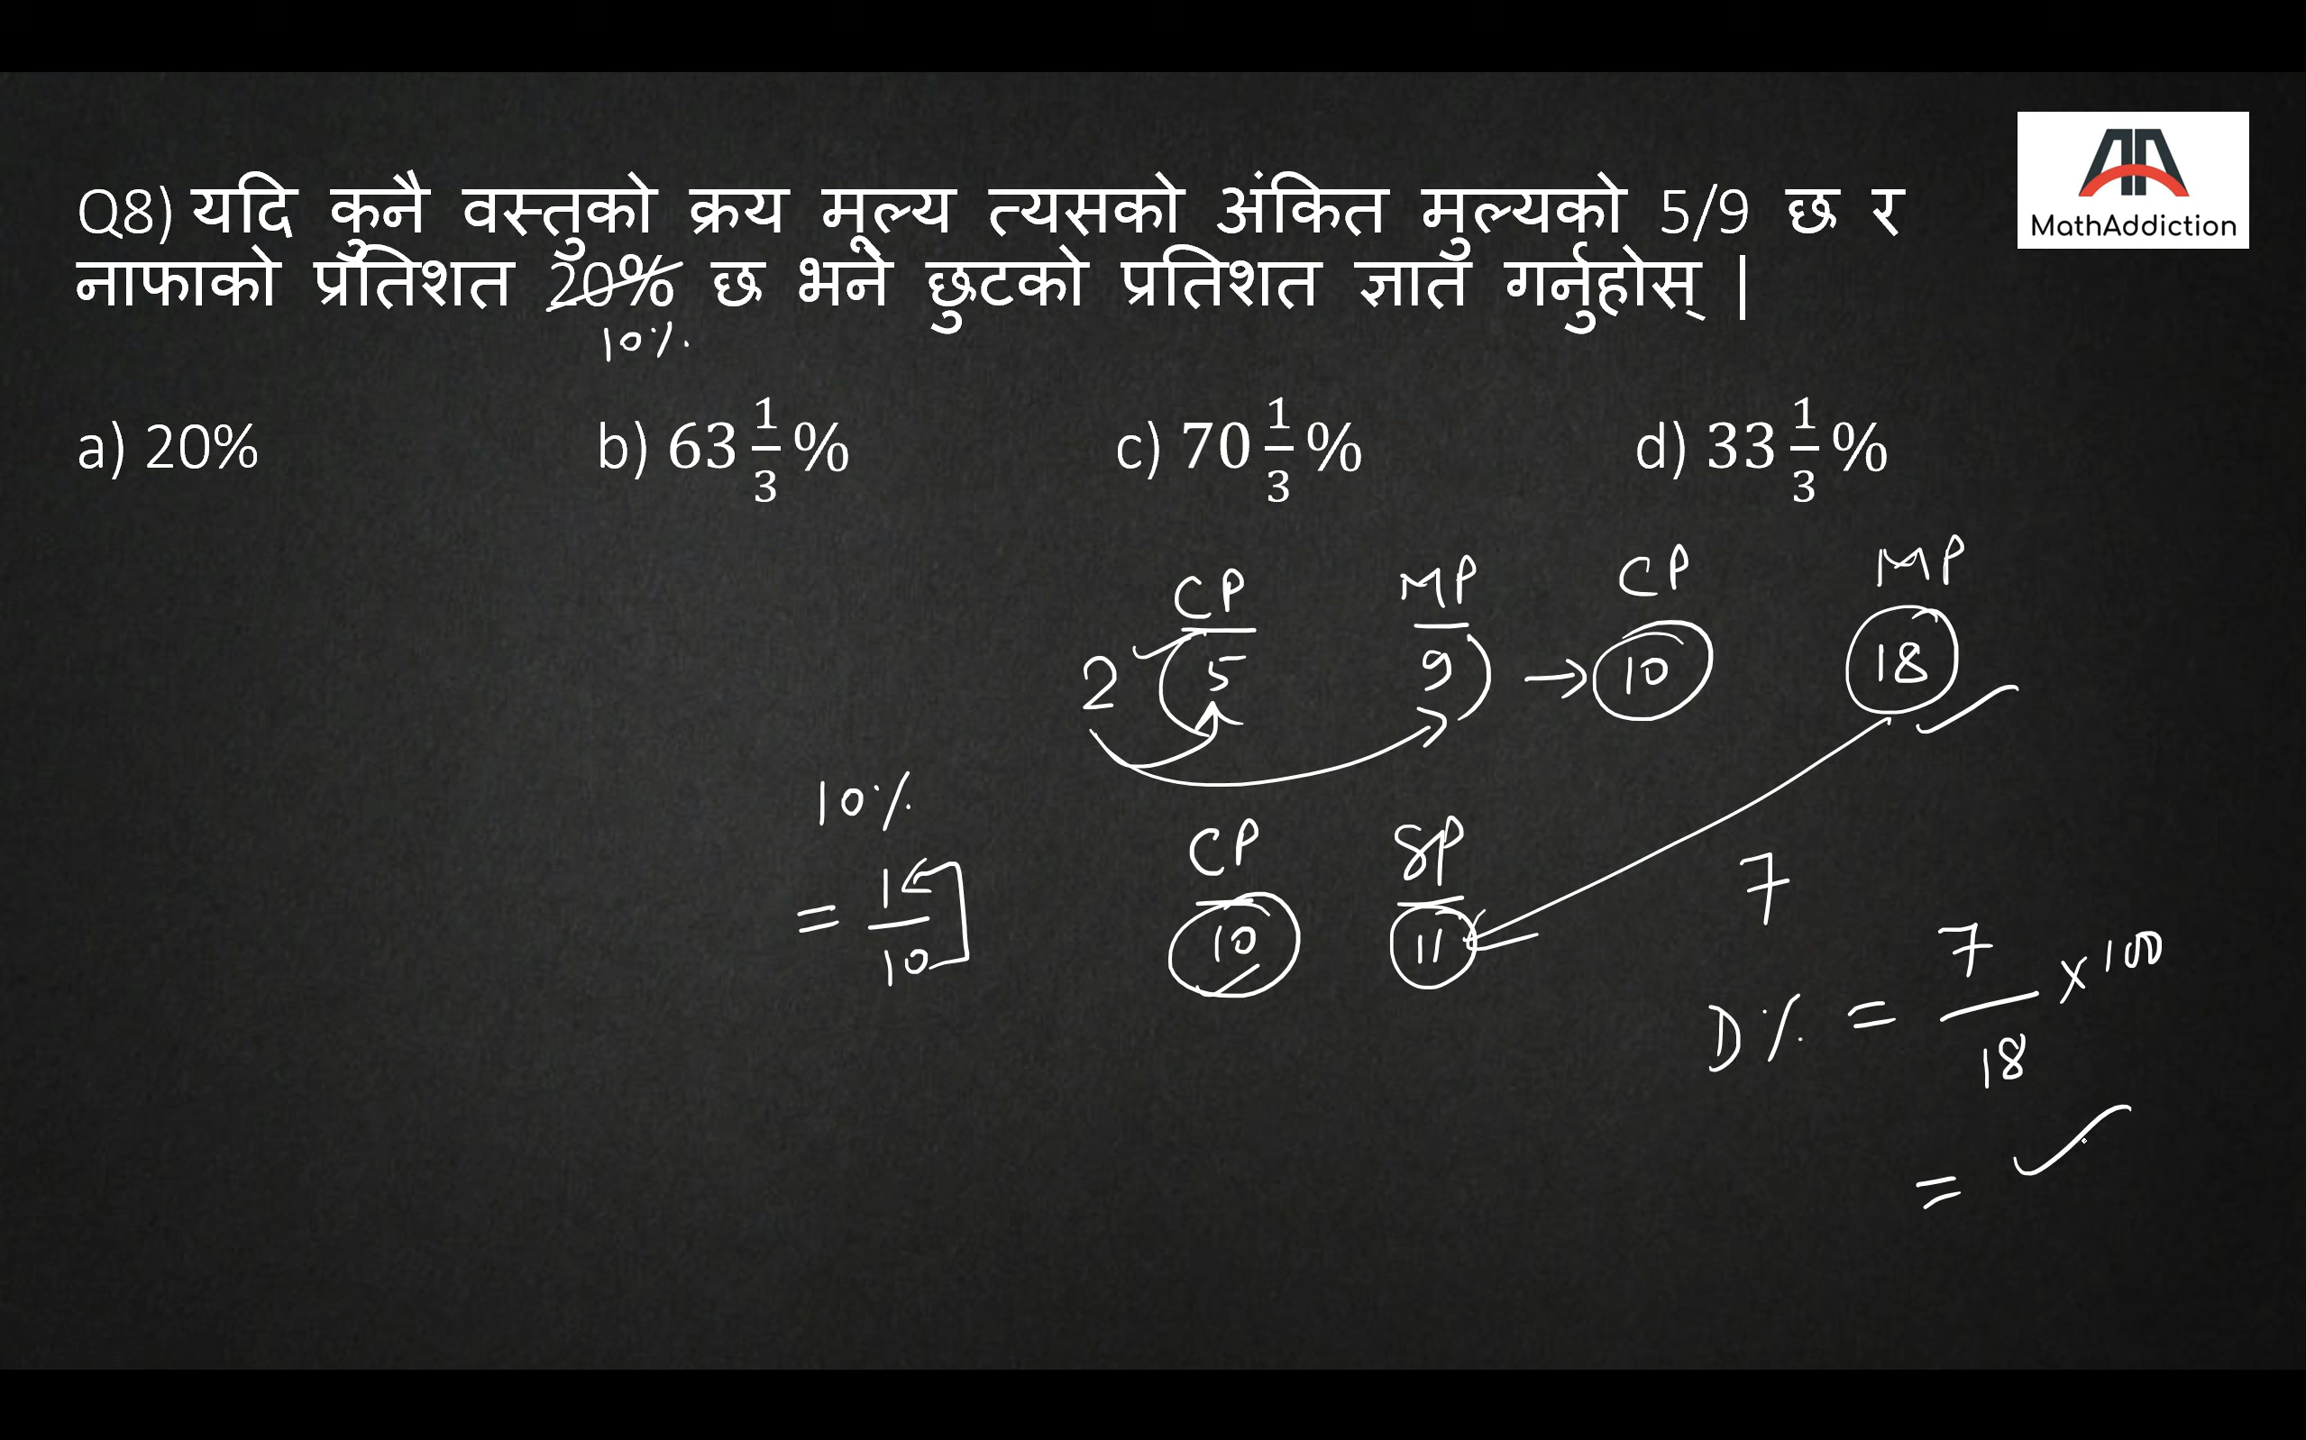 MathAddiction
Q8) यदि कुनै वस्तुको क्रय मूल्य त्यसको अंकित मुल्यको 5/9 छ र
नाफाको प्रतिशत 20% छ भने छुटको प्रतिशत ज्ञात गर्नुहोस् |
10%
a) 20% b) 63 1/3 % c) 70 1/3 % d) 33 1/3 %
CP MP CP MP
2 ( 5 9 ) → 10 18
10%
= 1/10
CP SP
10 11
7
D% = 7/18 × 100
=